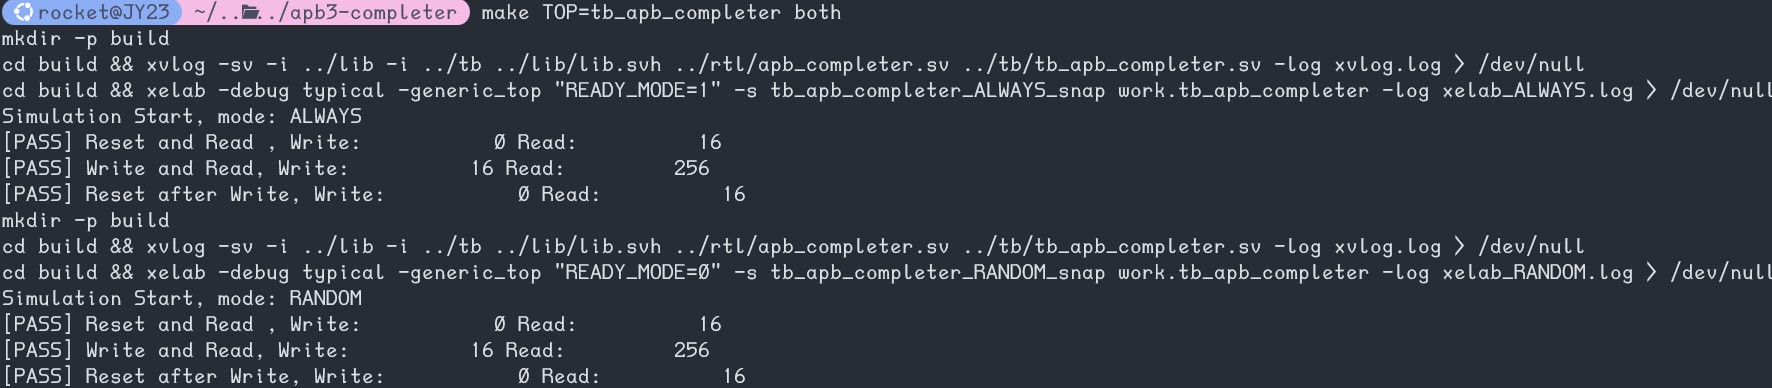 rocket@JY23 ~/..../apb3-completer make TOP=tb_apb_completer both
mkdir -p build
cd build && xvlog -sv -i ../lib -i ../tb ../lib/lib.svh ../rtl/apb_completer.sv ../tb/tb_apb_completer.sv -log xvlog.log > /dev/null
cd build && xelab -debug typical -generic_top "READY_MODE=1" -s tb_apb_completer_ALWAYS_snap work.tb_apb_completer -log xelab_ALWAYS.log > /dev/null
Simulation Start, mode: ALWAYS
[PASS] Reset and Read , Write:           0 Read:          16
[PASS] Write and Read, Write:          16 Read:         256
[PASS] Reset after Write, Write:           0 Read:          16
mkdir -p build
cd build && xvlog -sv -i ../lib -i ../tb ../lib/lib.svh ../rtl/apb_completer.sv ../tb/tb_apb_completer.sv -log xvlog.log > /dev/null
cd build && xelab -debug typical -generic_top "READY_MODE=0" -s tb_apb_completer_RANDOM_snap work.tb_apb_completer -log xelab_RANDOM.log > /dev/null
Simulation Start, mode: RANDOM
[PASS] Reset and Read , Write:           0 Read:          16
[PASS] Write and Read, Write:          16 Read:         256
[PASS] Reset after Write, Write:           0 Read:          16